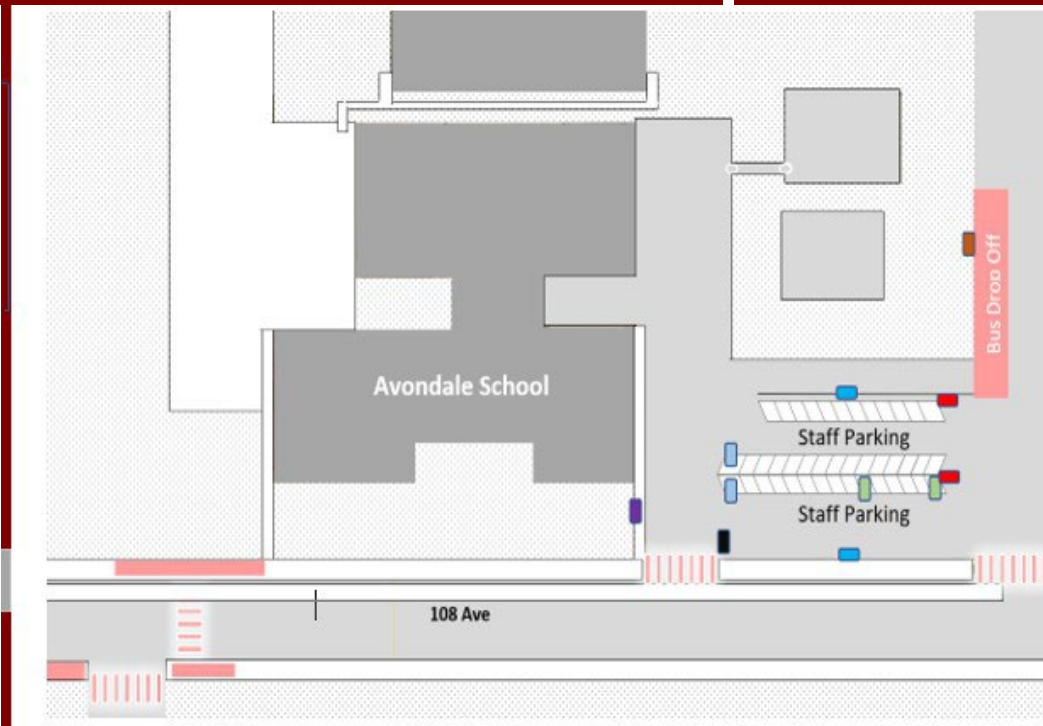 Bus Drop Off
Avondale School
Staff Parking
Staff Parking
108 Ave